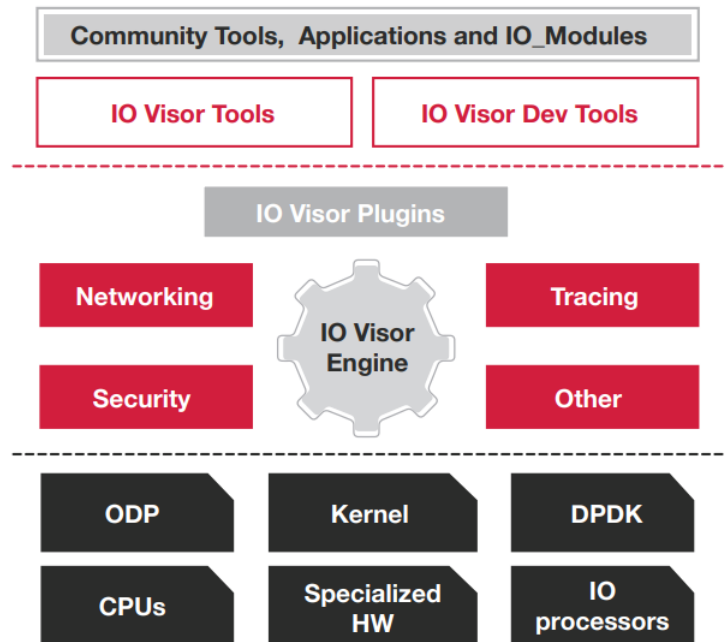 Community Tools, Applications and IO_Modules
IO Visor Tools
IO Visor Dev Tools
IO Visor Plugins
Networking
Tracing
IO Visor
Engine
Security
Other
ODP
Kernel
DPDK
CPUs
Specialized
HW
IO
processors